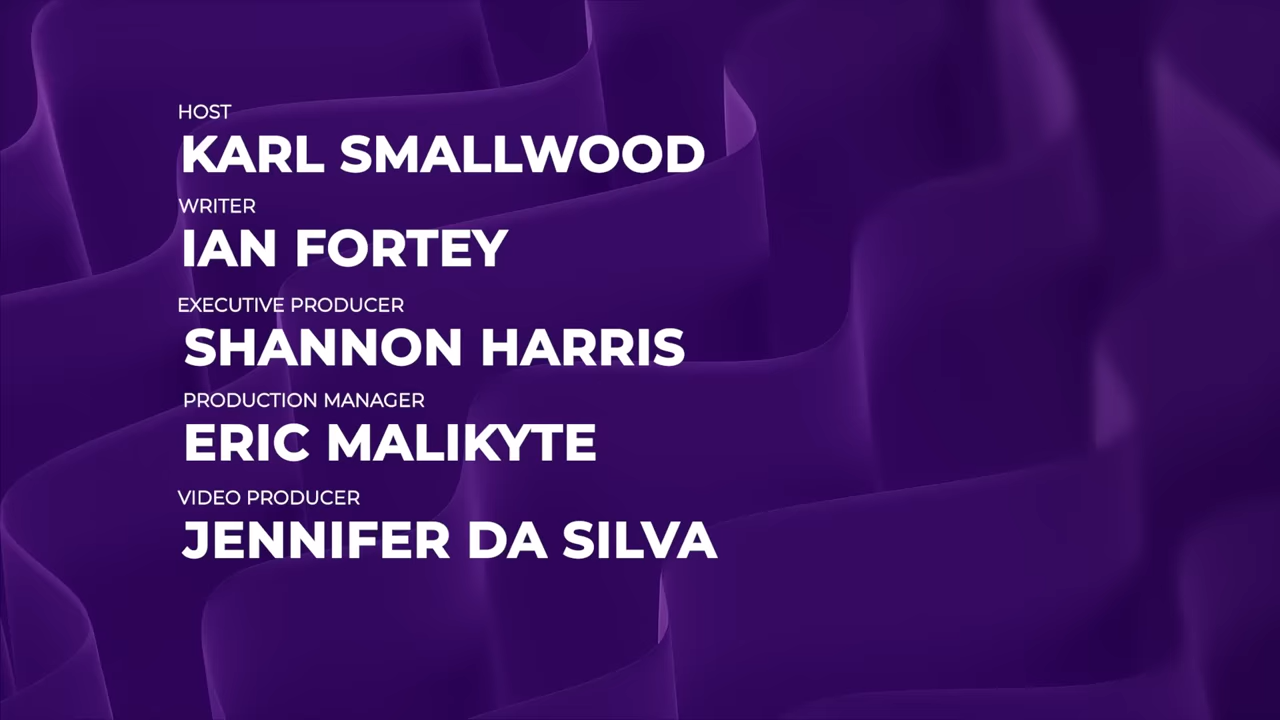 HOST
KARL SMALLWOOD
WRITER
IAN FORTEY
EXECUTIVE PRODUCER
SHANNON HARRIS
PRODUCTION MANAGER
ERIC MALIKYTE
VIDEO PRODUCER
JENNIFER DA SILVA